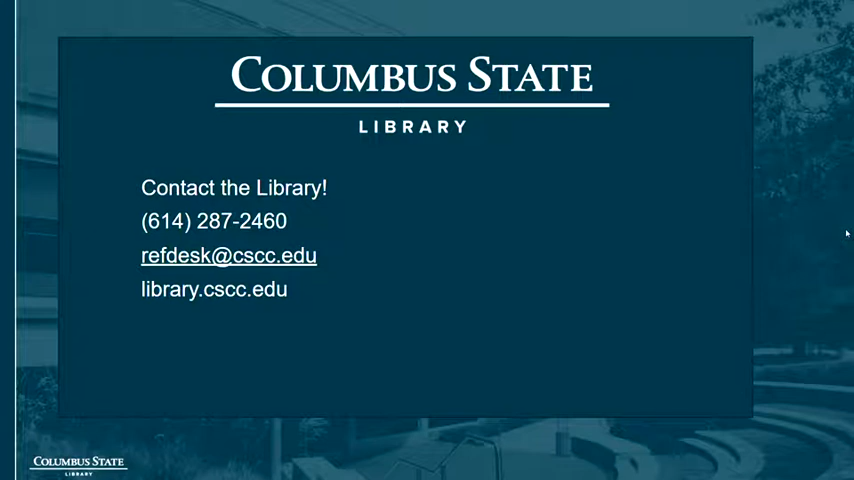 COLUMBUS STATE
LIBRARY
Contact the Library!
(614) 287-2460
refdesk@cscc.edu
library.cscc.edu
COLUMBUS STATE
LIBRARY